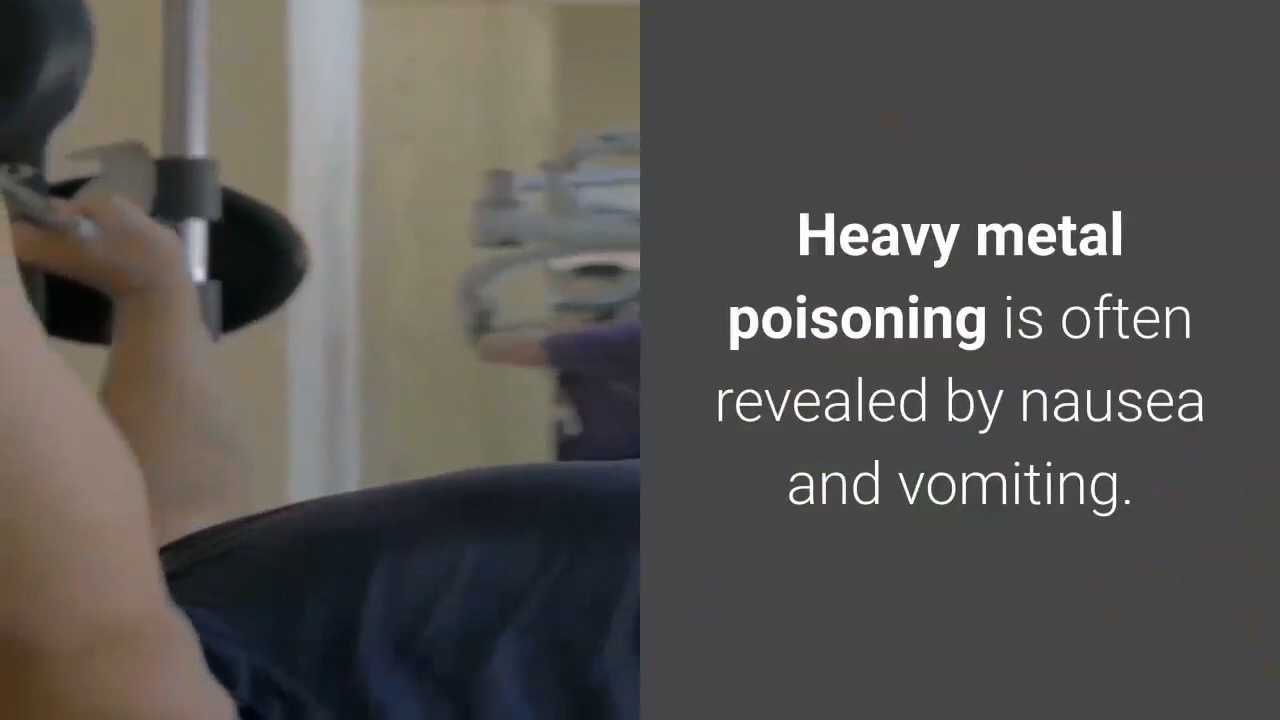 Heavy metal
poisoning is often
revealed by nausea
and vomiting.